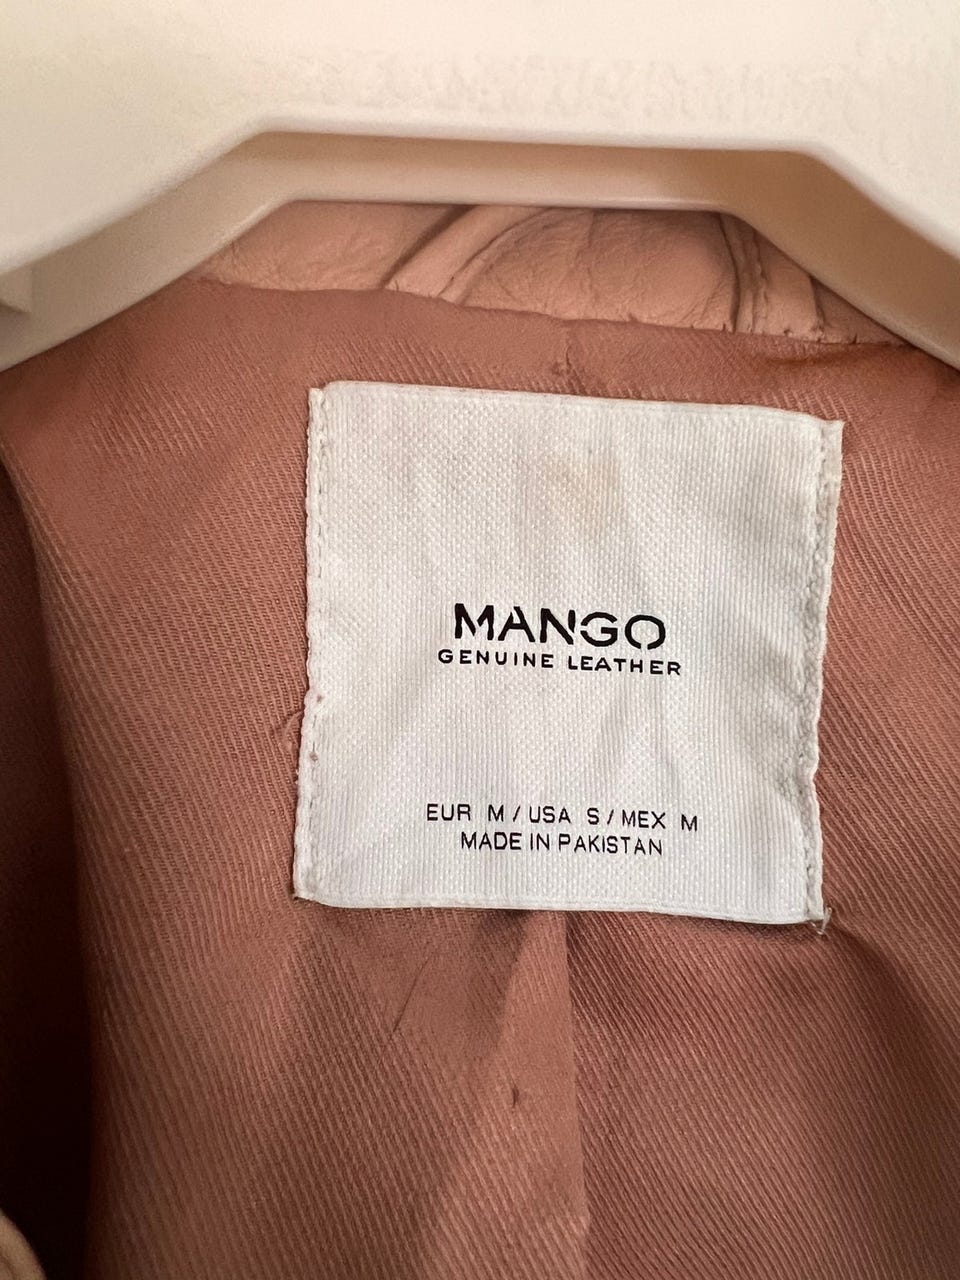 MANGO
GENUINE LEATHER
EUR M / USA S / MEX M
MADE IN PAKISTAN